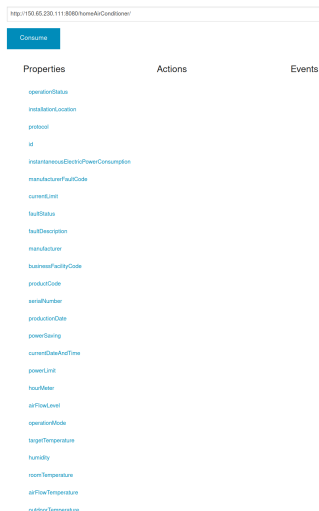 http://150.65.230.111:8080/homeAirConditioner/
Consume
Properties Actions Events
operationStatus
installationLocation
protocol
id
instantaneousElectricPowerConsumption
manufacturerFaultCode
currentLimit
faultStatus
faultDescription
manufacturer
businessFacilityCode
productCode
serialNumber
productionDate
powerSaving
currentDateAndTime
powerLimit
hourMeter
airFlowLevel
operationMode
targetTemperature
humidity
roomTemperature
airFlowTemperature
outdoorTemperature